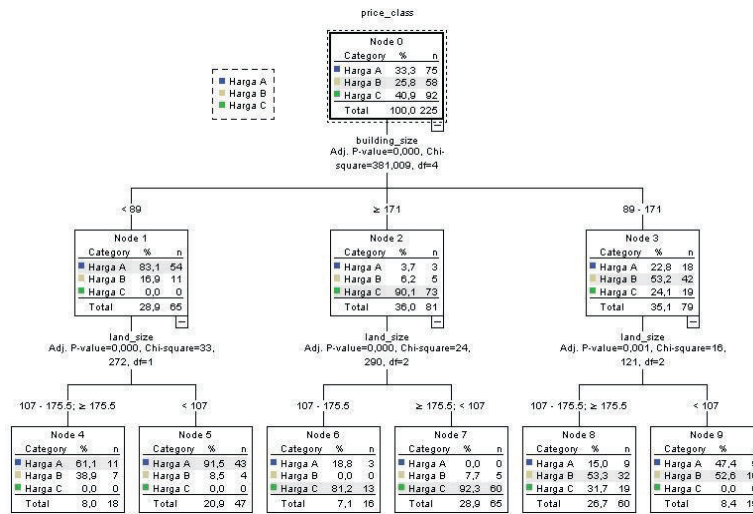 price_class
Harga A
Harga B
Harga C
Node 0
Category % n
Harga A 33,3 75
Harga B 25,8 58
Harga C 40,9 92
Total 100,0 225
building_size
Adj. P-value=0,000, Chi-
square=381,009, df=4
< 89
≥ 171
89 - 171
Node 1
Category % n
Harga A 83,1 54
Harga B 16,9 11
Harga C 0,0 0
Total 28,9 65
Node 2
Category % n
Harga A 3,7 3
Harga B 6,2 5
Harga C 90,1 73
Total 36,0 81
Node 3
Category % n
Harga A 22,8 18
Harga B 53,2 42
Harga C 24,1 19
Total 35,1 79
land_size
Adj. P-value=0,000, Chi-square=33,
272, df=1
land_size
Adj. P-value=0,000, Chi-square=24,
290, df=2
land_size
Adj. P-value=0,001, Chi-square=16,
121, df=2
107 - 175.5; ≥ 175.5
< 107
107 - 175.5
≥ 175.5; < 107
107 - 175.5; ≥ 175.5
< 107
Node 4
Category % n
Harga A 61,1 11
Harga B 38,9 7
Harga C 0,0 0
Total 8,0 18
Node 5
Category % n
Harga A 91,5 43
Harga B 8,5 4
Harga C 0,0 0
Total 20,9 47
Node 6
Category % n
Harga A 18,8 3
Harga B 0,0 0
Harga C 81,2 13
Total 7,1 16
Node 7
Category % n
Harga A 0,0 0
Harga B 7,7 5
Harga C 92,3 60
Total 28,9 65
Node 8
Category % n
Harga A 15,0 9
Harga B 53,3 32
Harga C 31,7 19
Total 26,7 60
Node 9
Category %
Harga A 47,4
Harga B 52,6
Harga C 0,0
Total 8,4